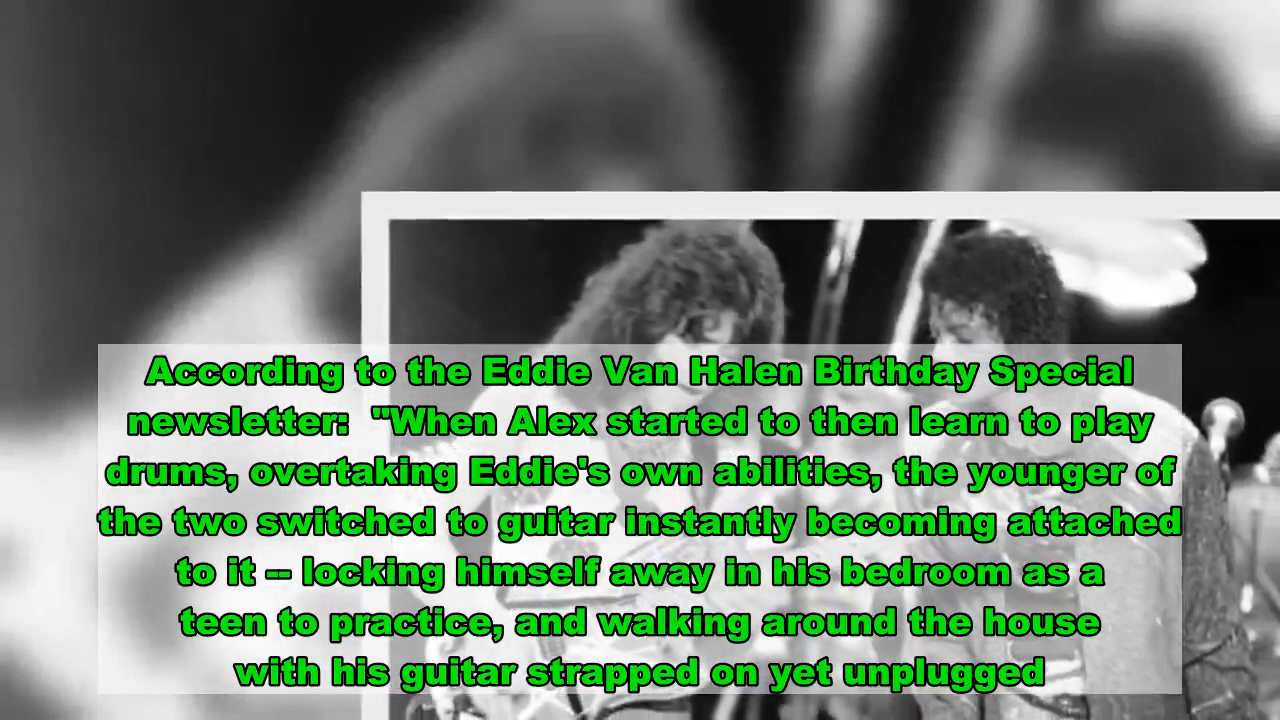 According to the Eddie Van Halen Birthday Special
newsletter:  "When Alex started to then learn to play
drums, overtaking Eddie's own abilities, the younger of
the two switched to guitar instantly becoming attached
to it -- locking himself away in his bedroom as a
teen to practice, and walking around the house
with his guitar strapped on yet unplugged